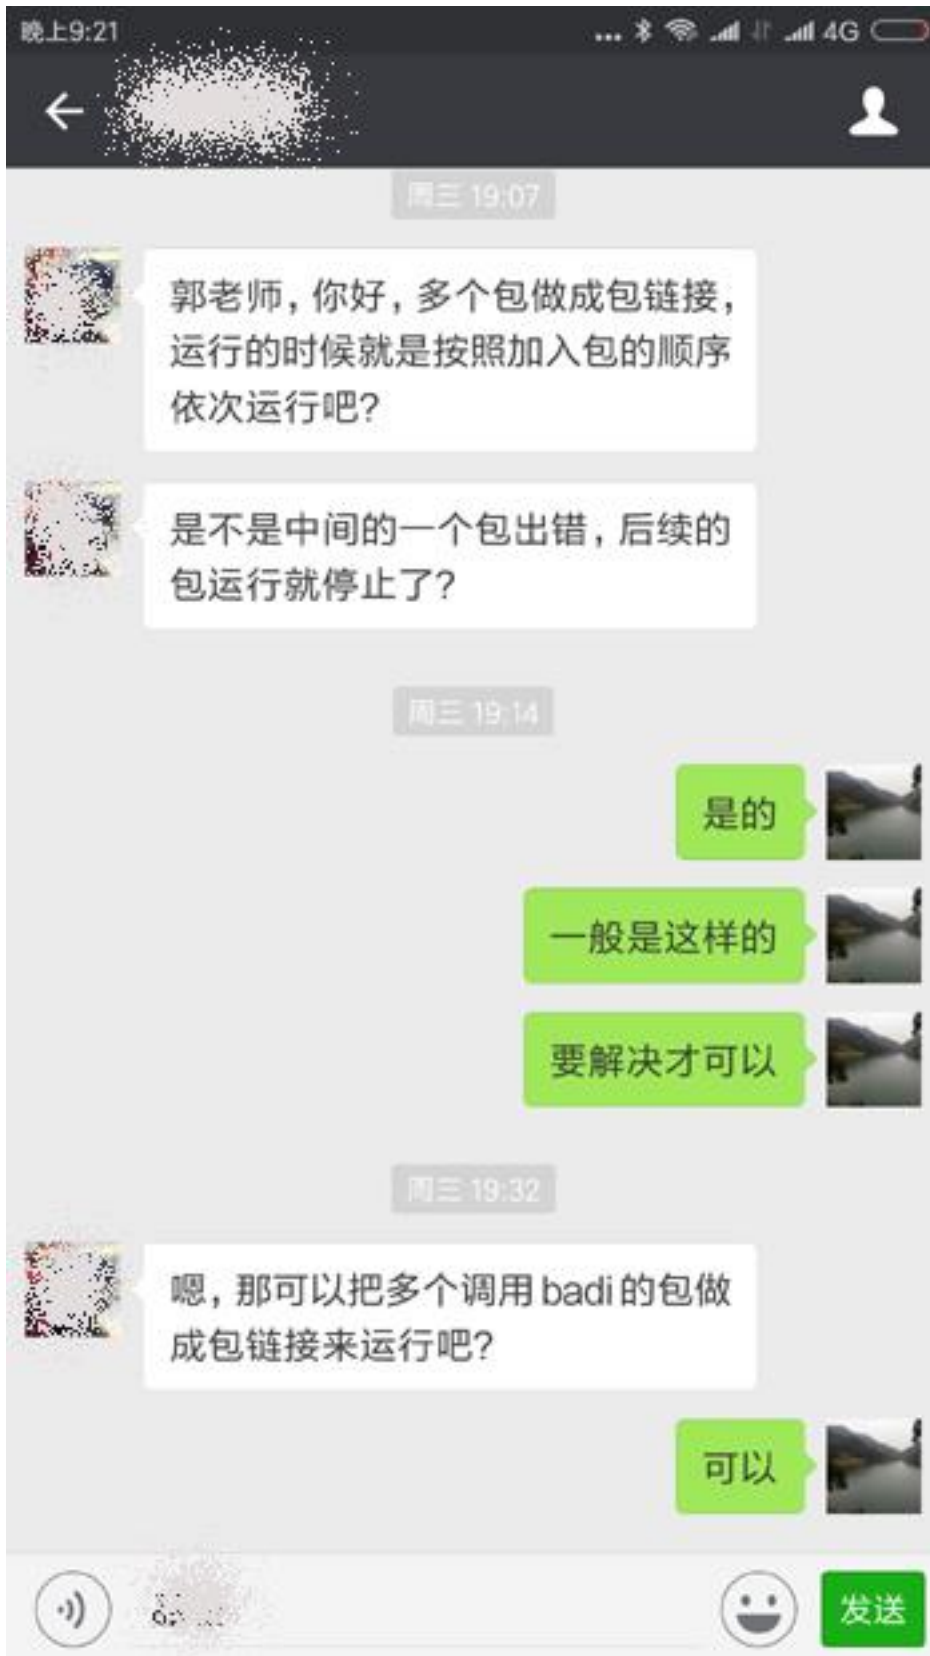 晚上9:21
4G
周三 19:07
郭老师，你好，多个包做成包链接，
运行的时候就是按照加入包的顺序
依次运行吧？
是不是中间的一个包出错，后续的
包运行就停止了？
周三 19:14
是的
一般是这样的
要解决才可以
周三 19:32
嗯，那可以把多个调用badi的包做
成包链接来运行吧？
可以
发送